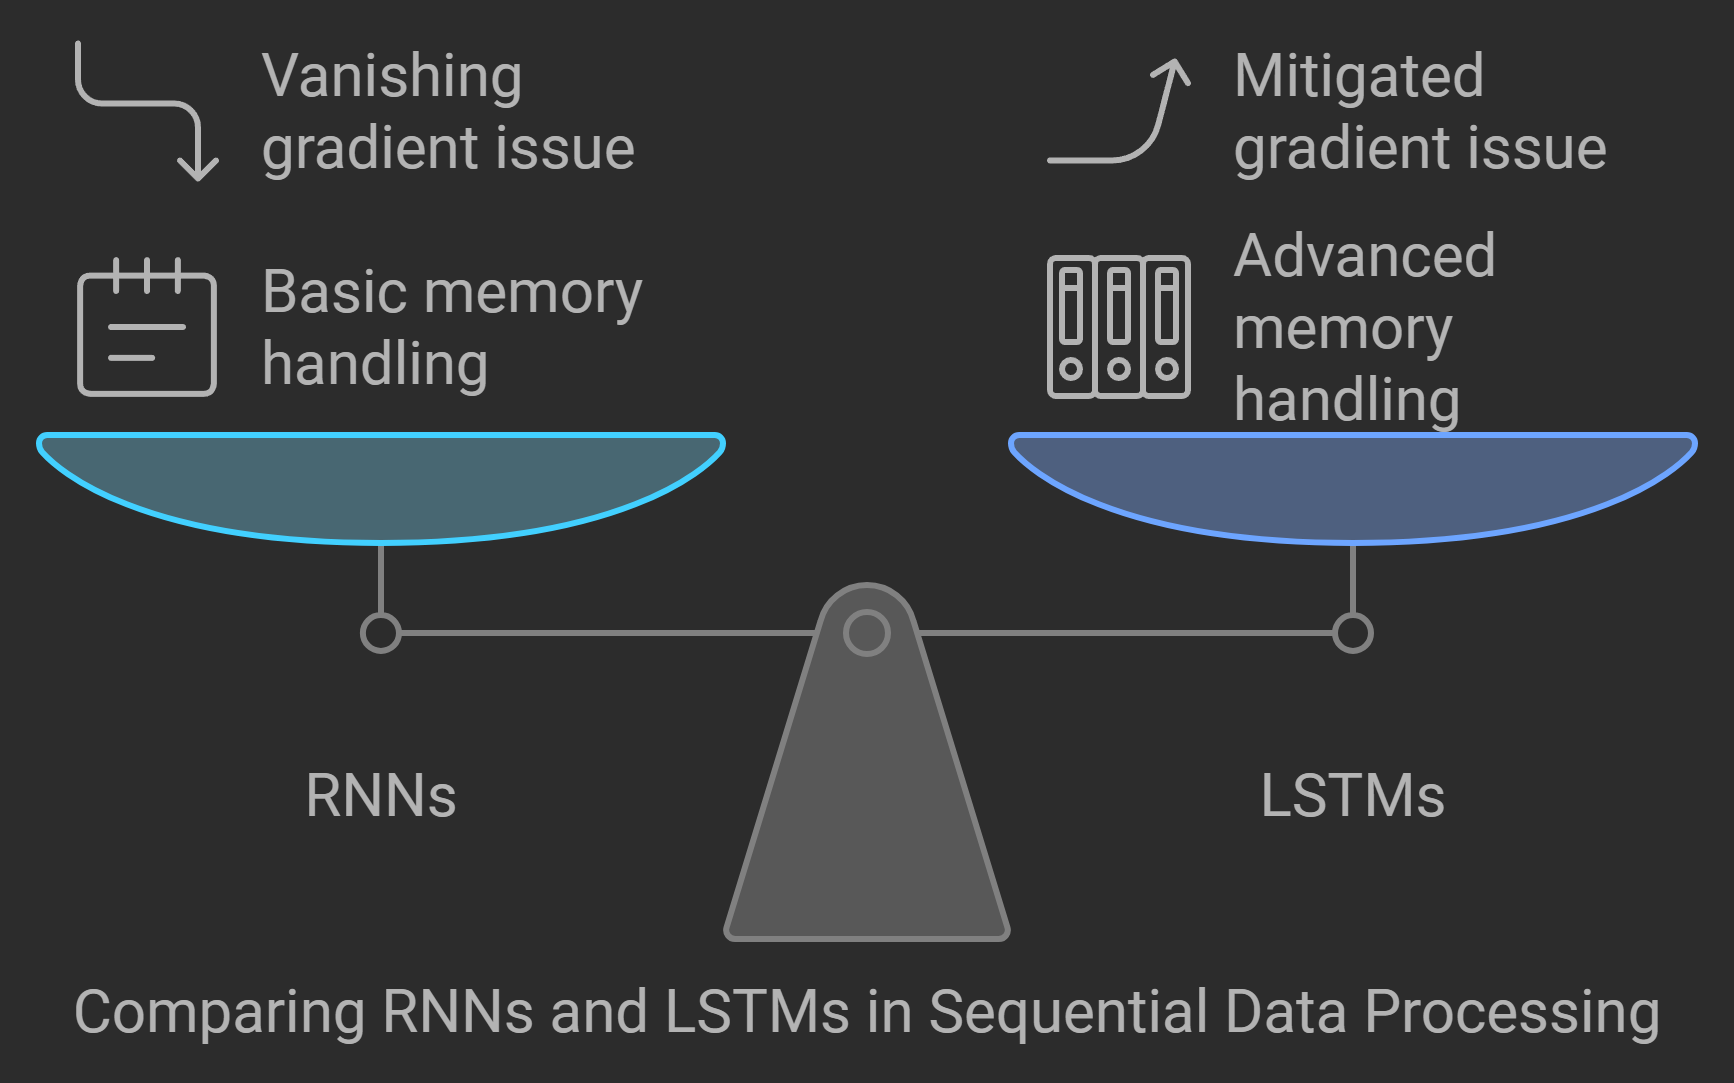 Vanishing
gradient issue
Basic memory
handling
Mitigated
gradient issue
Advanced
memory
handling
RNNs
LSTMs
Comparing RNNs and LSTMs in Sequential Data Processing